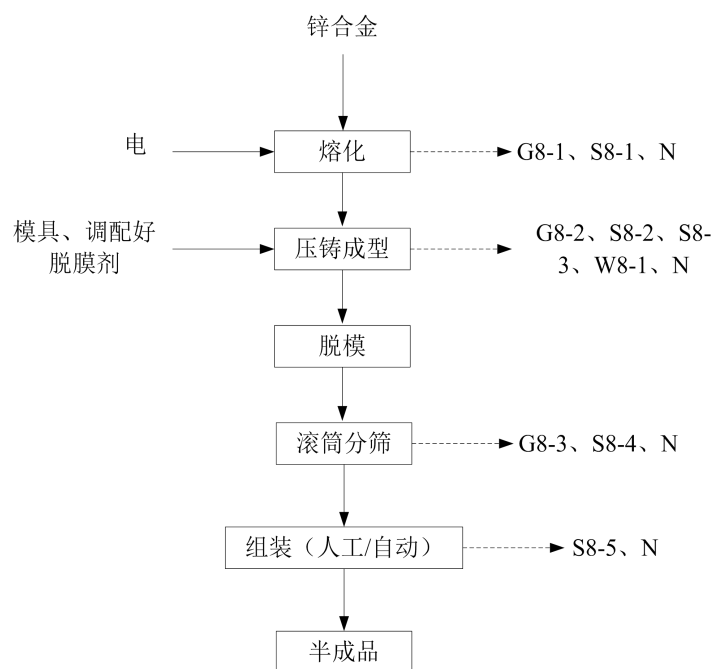 锌合金
电
熔化
G8-1、S8-1、N
模具、调配好
脱膜剂
压铸成型
G8-2、S8-2、S8-
3、W8-1、N
脱模
滚筒分筛
G8-3、S8-4、N
组装（人工/自动）
S8-5、N
半成品